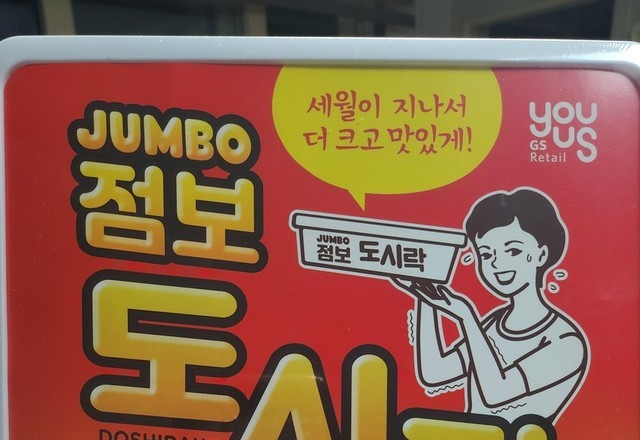 세월이 지나서
더 크고 맛있게!
you
us
GS
Retail
JUMBO
점보
JUMBO
점보 도시락
도시